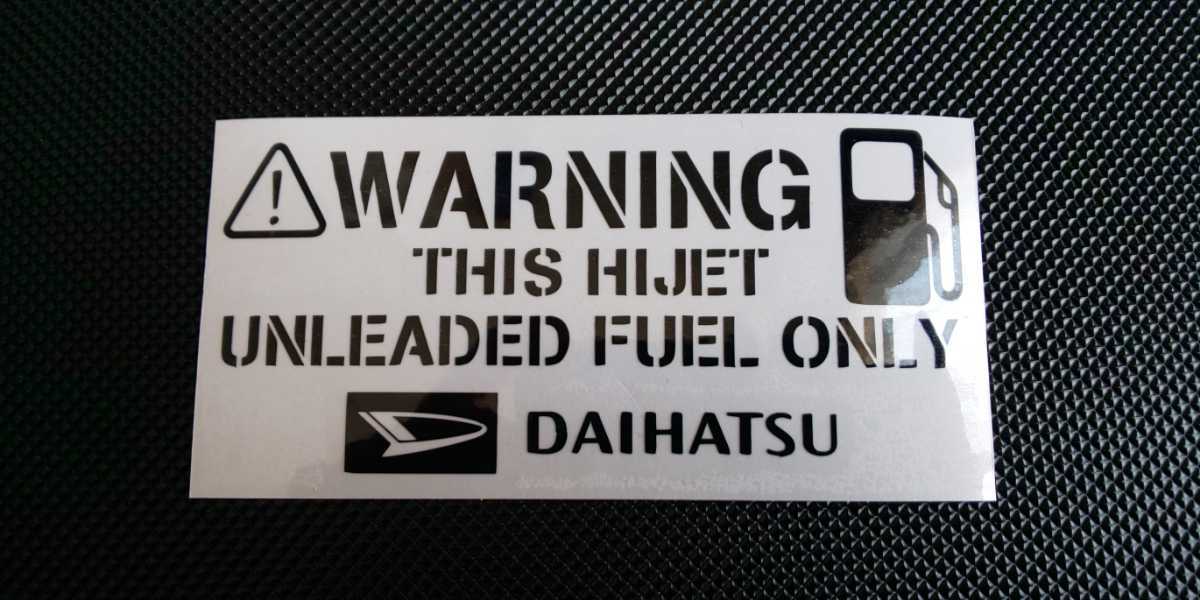 WARNING
THIS HIJET
UNLEADED FUEL ONLY
DAIHATSU